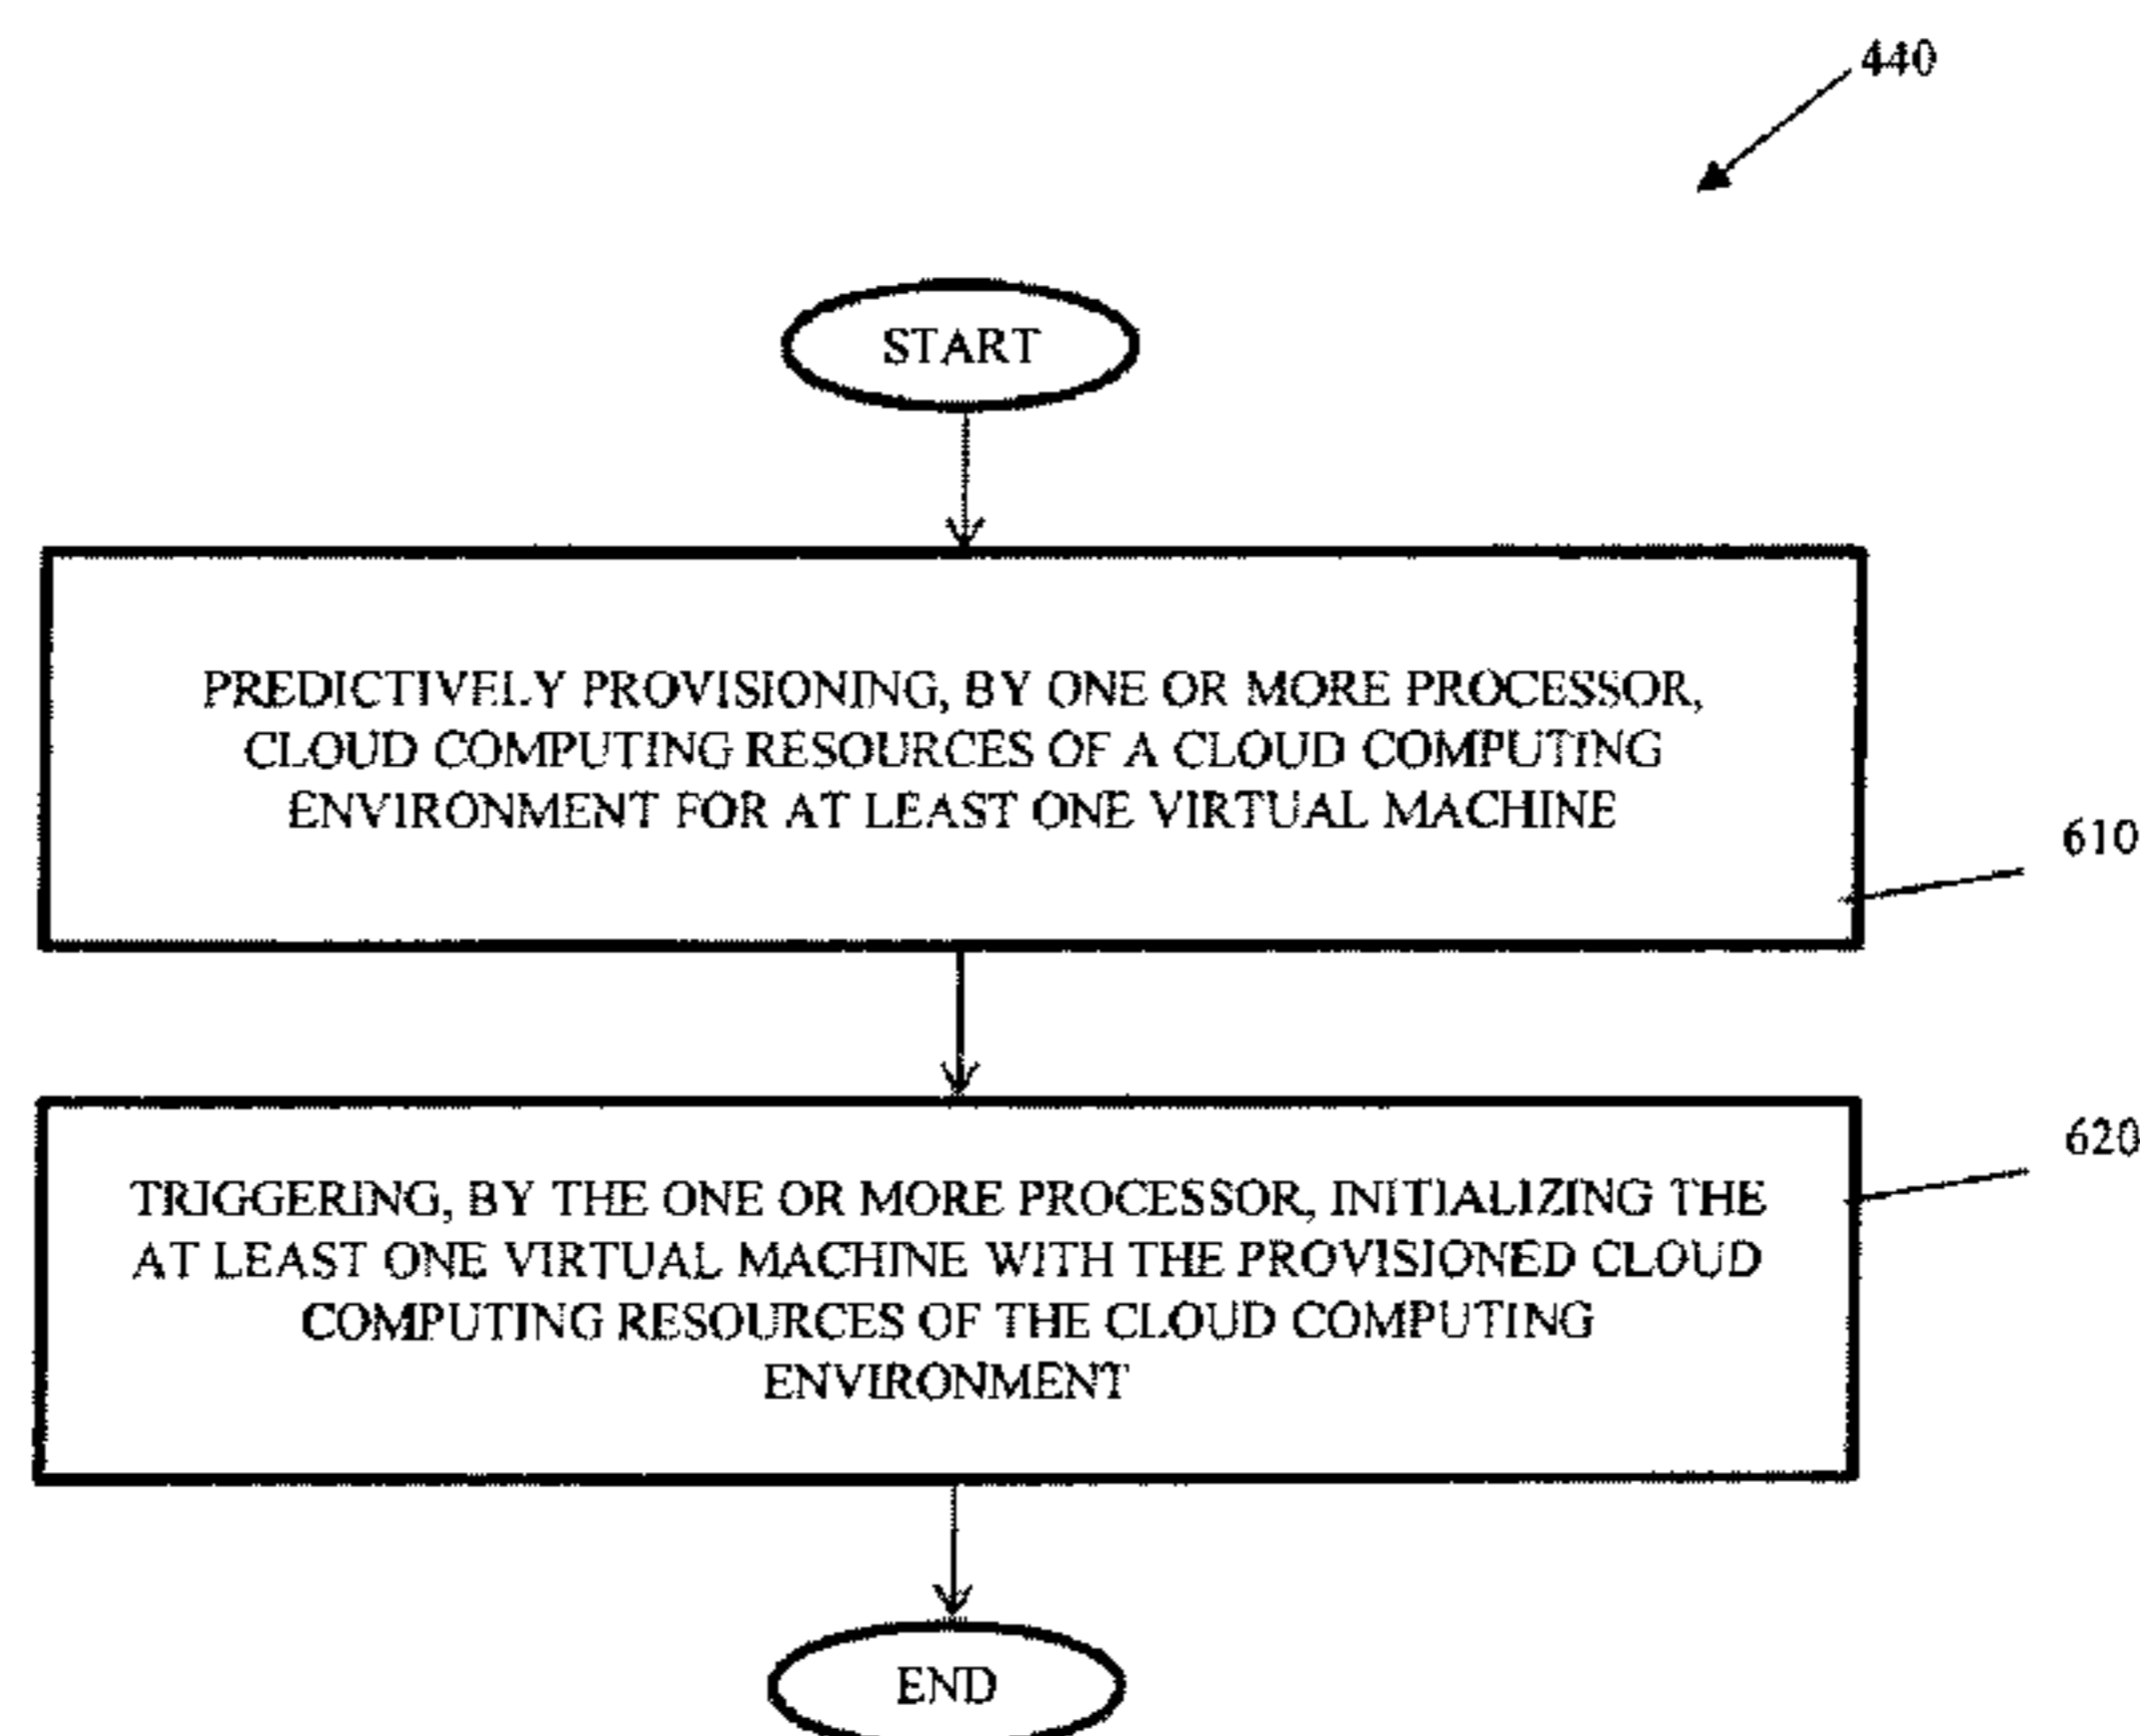 440
START
PREDICTIVELY PROVISIONING, BY ONE OR MORE PROCESSOR,
CLOUD COMPUTING RESOURCES OF A CLOUD COMPUTING
ENVIRONMENT FOR AT LEAST ONE VIRTUAL MACHINE
610
TRIGGERING, BY THE ONE OR MORE PROCESSOR, INITIALIZING THE
AT LEAST ONE VIRTUAL MACHINE WITH THE PROVISIONED CLOUD
COMPUTING RESOURCES OF THE CLOUD COMPUTING
ENVIRONMENT
620
END